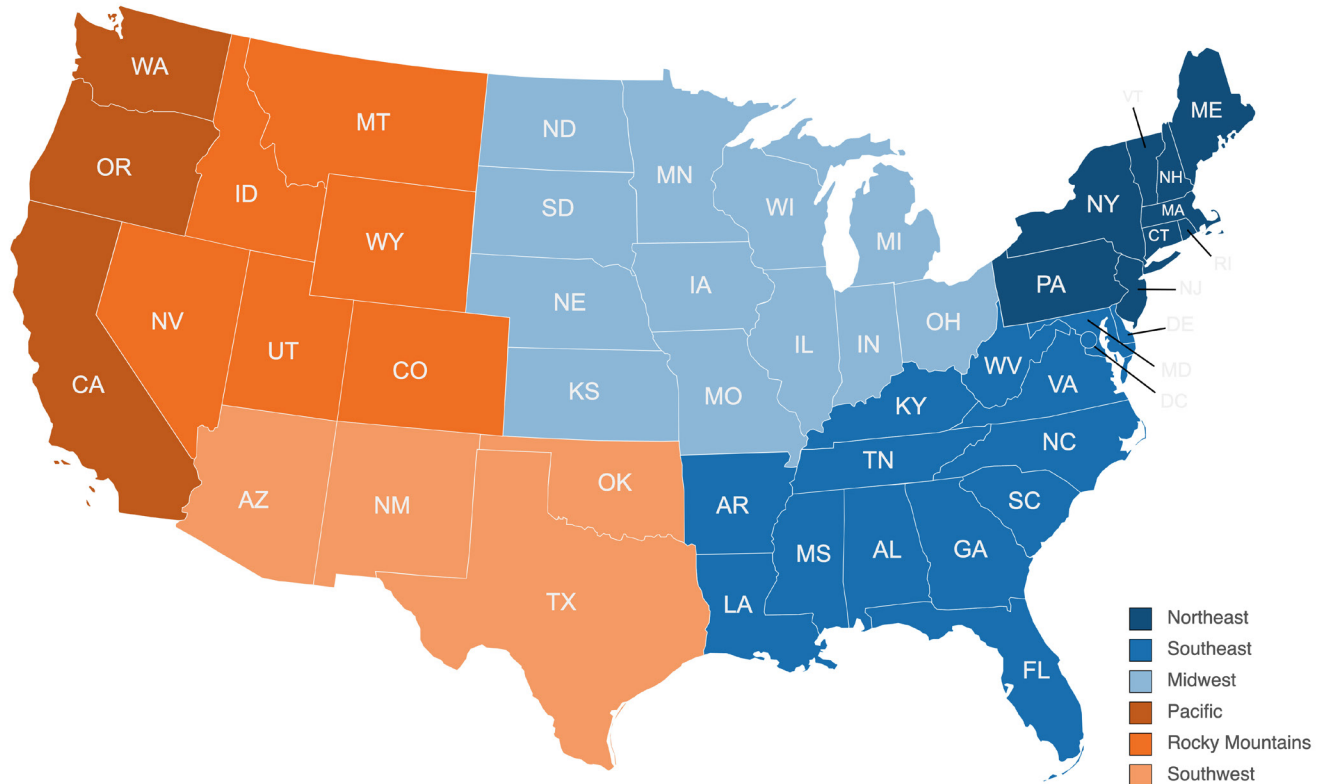 WA
MT
ND
MN
VT
ME
OR
ID
SD
WI
MI
NY
NH
MA
CT
RI
WY
NE
IA
PA
NJ
NV
UT
CO
IL
IN
OH
DE
MD
DC
CA
KS
MO
WV
VA
KY
NC
TN
SC
AZ
NM
OK
AR
MS
AL
GA
TX
LA
FL
Northeast
Southeast
Midwest
Pacific
Rocky Mountains
Southwest